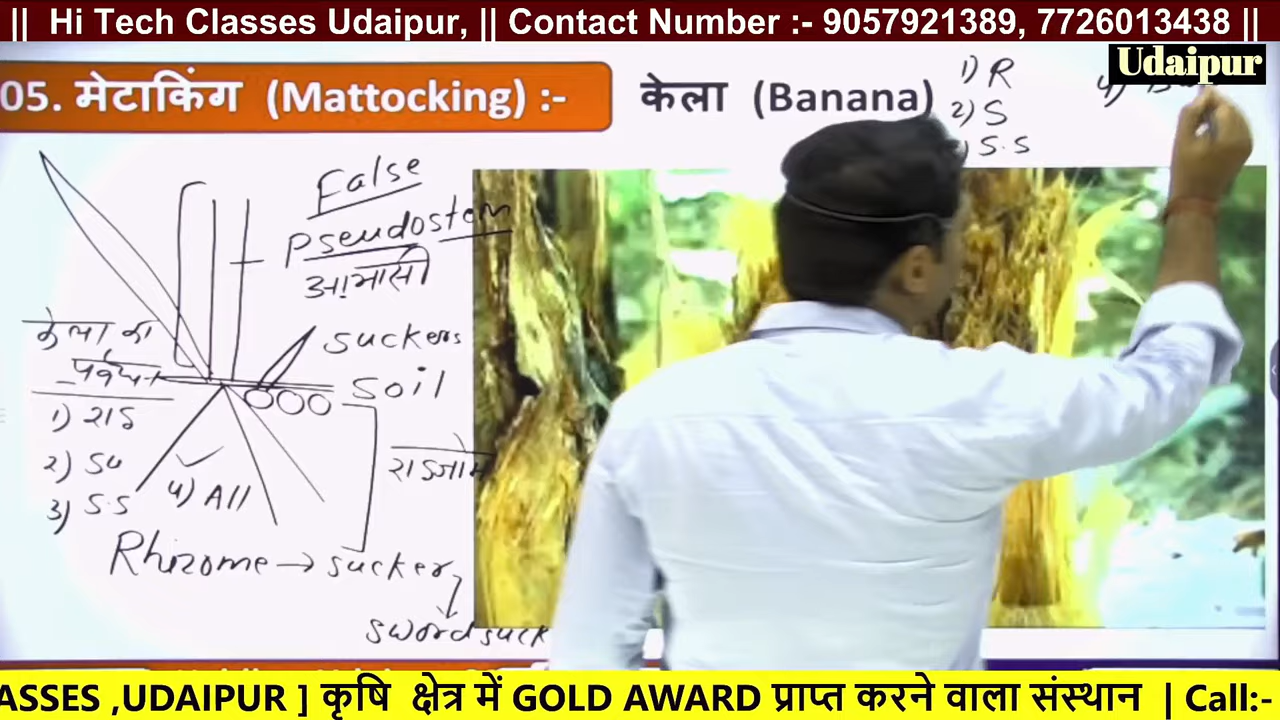 || Hi Tech Classes Udaipur, || Contact Number :- 9057921389, 7726013438 ||
Udaipur
05. मेटाकिंग (Mattocking) :-
केला (Banana)
1) R
2) S
) S.S
4)
False
Pseudostem
आभासी
suckers
Soil
केला का
1) राइ
2) Su
3) S.S
4) All
Rhizome → sucker
sword suck
ASSES ,UDAIPUR ] कृषि क्षेत्र में GOLD AWARD प्राप्त करने वाला संस्थान | Call:-